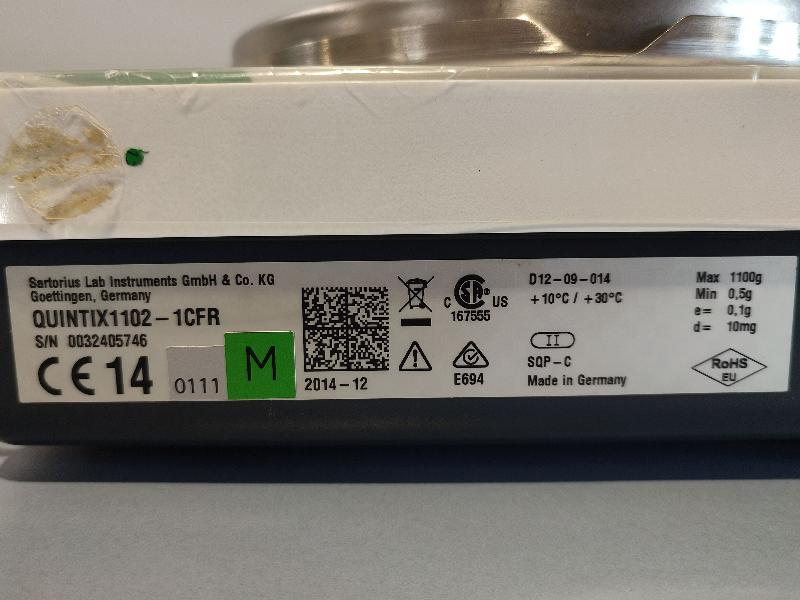 Sartorius Lab Instruments GmbH & Co. KG
Goettingen, Germany
QUINTIX1102-1CFR
S/N 0032405746
CE 14
0111
M
2014-12
C SA® US
167555
E694
D12-09-014
+10°C / +30°C
II
SQP-C
Made in Germany
Max 1100g
Min 0,5g
e= 0,1g
d= 10mg
RoHS
EU